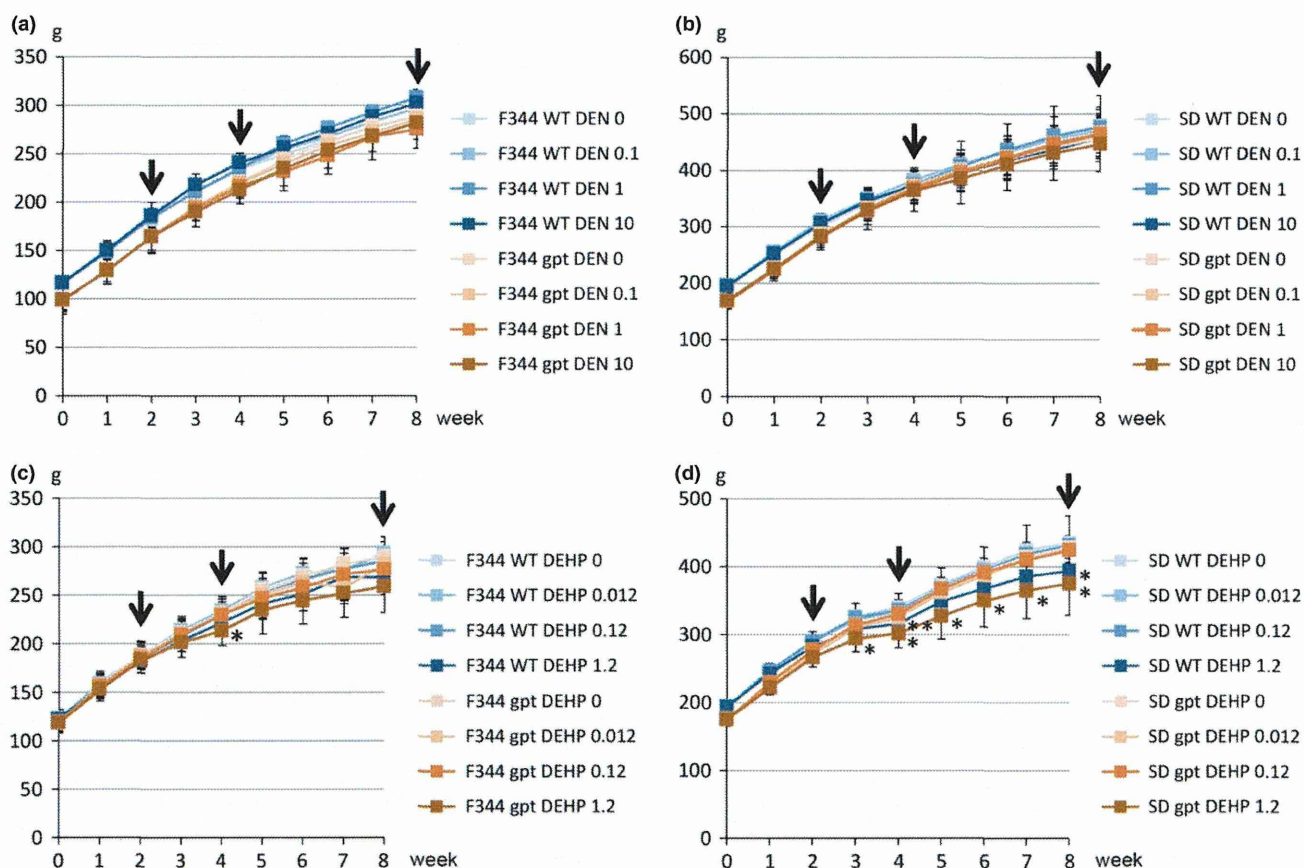 (a)
g
350
300
250
200
150
100
50
0
0 1 2 3 4 5 6 7 8 week
F344 WT DEN 0
F344 WT DEN 0.1
F344 WT DEN 1
F344 WT DEN 10
F344 gpt DEN 0
F344 gpt DEN 0.1
F344 gpt DEN 1
F344 gpt DEN 10
(b)
g
600
500
400
300
200
100
0
0 1 2 3 4 5 6 7 8 week
SD WT DEN 0
SD WT DEN 0.1
SD WT DEN 1
SD WT DEN 10
SD gpt DEN 0
SD gpt DEN 0.1
SD gpt DEN 1
SD gpt DEN 10
(c)
g
350
300
250
200
150
100
50
0
*
0 1 2 3 4 5 6 7 8 week
F344 WT DEHP 0
F344 WT DEHP 0.012
F344 WT DEHP 0.12
F344 WT DEHP 1.2
F344 gpt DEHP 0
F344 gpt DEHP 0.012
F344 gpt DEHP 0.12
F344 gpt DEHP 1.2
(d)
g
500
400
300
200
100
0
* * * * * * * * *
0 1 2 3 4 5 6 7 8 week
SD WT DEHP 0
SD WT DEHP 0.012
SD WT DEHP 0.12
SD WT DEHP 1.2
SD gpt DEHP 0
SD gpt DEHP 0.012
SD gpt DEHP 0.12
SD gpt DEHP 1.2